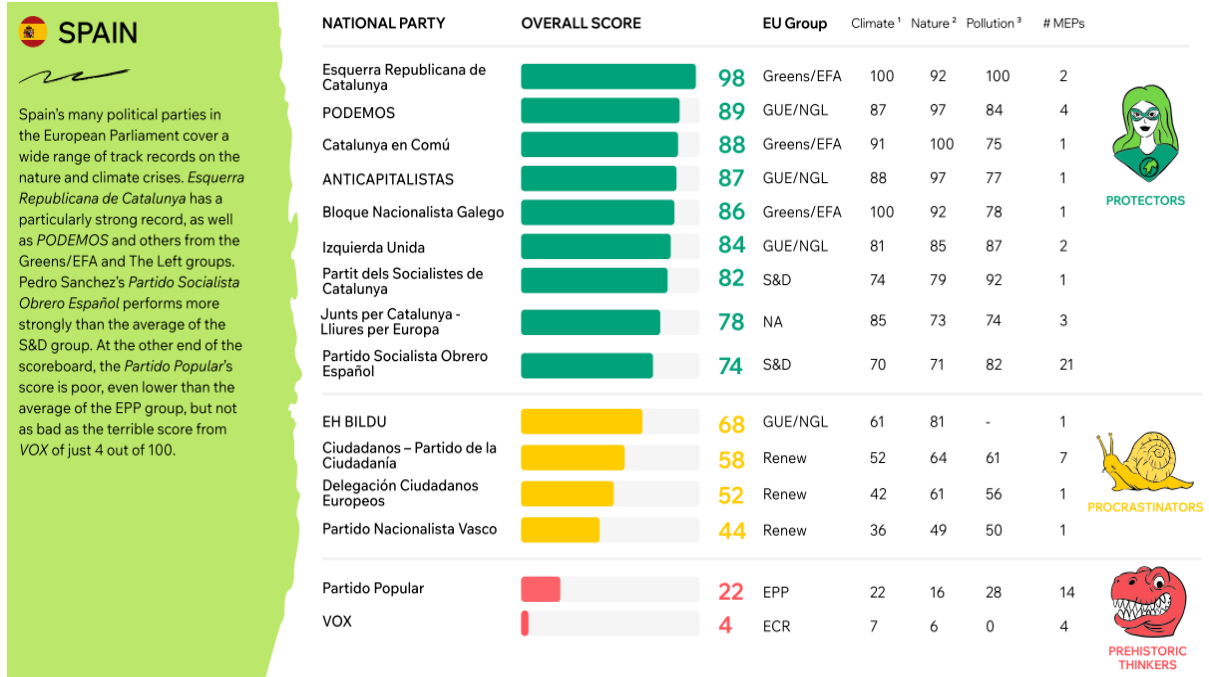 SPAIN
Spain's many political parties in
the European Parliament cover a
wide range of track records on the
nature and climate crises. Esquerra
Republicana de Catalunya has a
particularly strong record, as well
as PODEMOS and others from the
Greens/EFA and The Left groups.
Pedro Sanchez's Partido Socialista
Obrero Español performs more
strongly than the average of the
S&D group. At the other end of the
scoreboard, the Partido Popular's
score is poor, even lower than the
average of the EPP group, but not
as bad as the terrible score from
VOX of just 4 out of 100.
NATIONAL PARTY OVERALL SCORE EU Group Climate ¹ Nature ² Pollution ³ # MEPs
Esquerra Republicana de
Catalunya 98 Greens/EFA 100 92 100 2
PODEMOS 89 GUE/NGL 87 97 84 4
Catalunya en Comú 88 Greens/EFA 91 100 75 1
ANTICAPITALISTAS 87 GUE/NGL 88 97 77 1
Bloque Nacionalista Galego 86 Greens/EFA 100 92 78 1
Izquierda Unida 84 GUE/NGL 81 85 87 2
Partit dels Socialistes de
Catalunya 82 S&D 74 79 92 1
Junts per Catalunya -
Lliures per Europa 78 NA 85 73 74 3
Partido Socialista Obrero
Español 74 S&D 70 71 82 21
PROTECTORS
EH BILDU 68 GUE/NGL 61 81 - 1
Ciudadanos – Partido de la
Ciudadanía 58 Renew 52 64 61 7
Delegación Ciudadanos
Europeos 52 Renew 42 61 56 1
Partido Nacionalista Vasco 44 Renew 36 49 50 1
PROCRASTINATORS
Partido Popular 22 EPP 22 16 28 14
VOX 4 ECR 7 6 0 4
PREHISTORIC
THINKERS